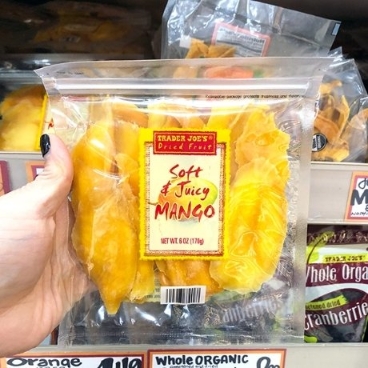 TRADER JOE'S
Dried Fruit
Soft
& Juicy
MANGO
NET WT. 6 OZ (170g)
Whole Orga
Cranberrie
Orange
Whole ORGANIC